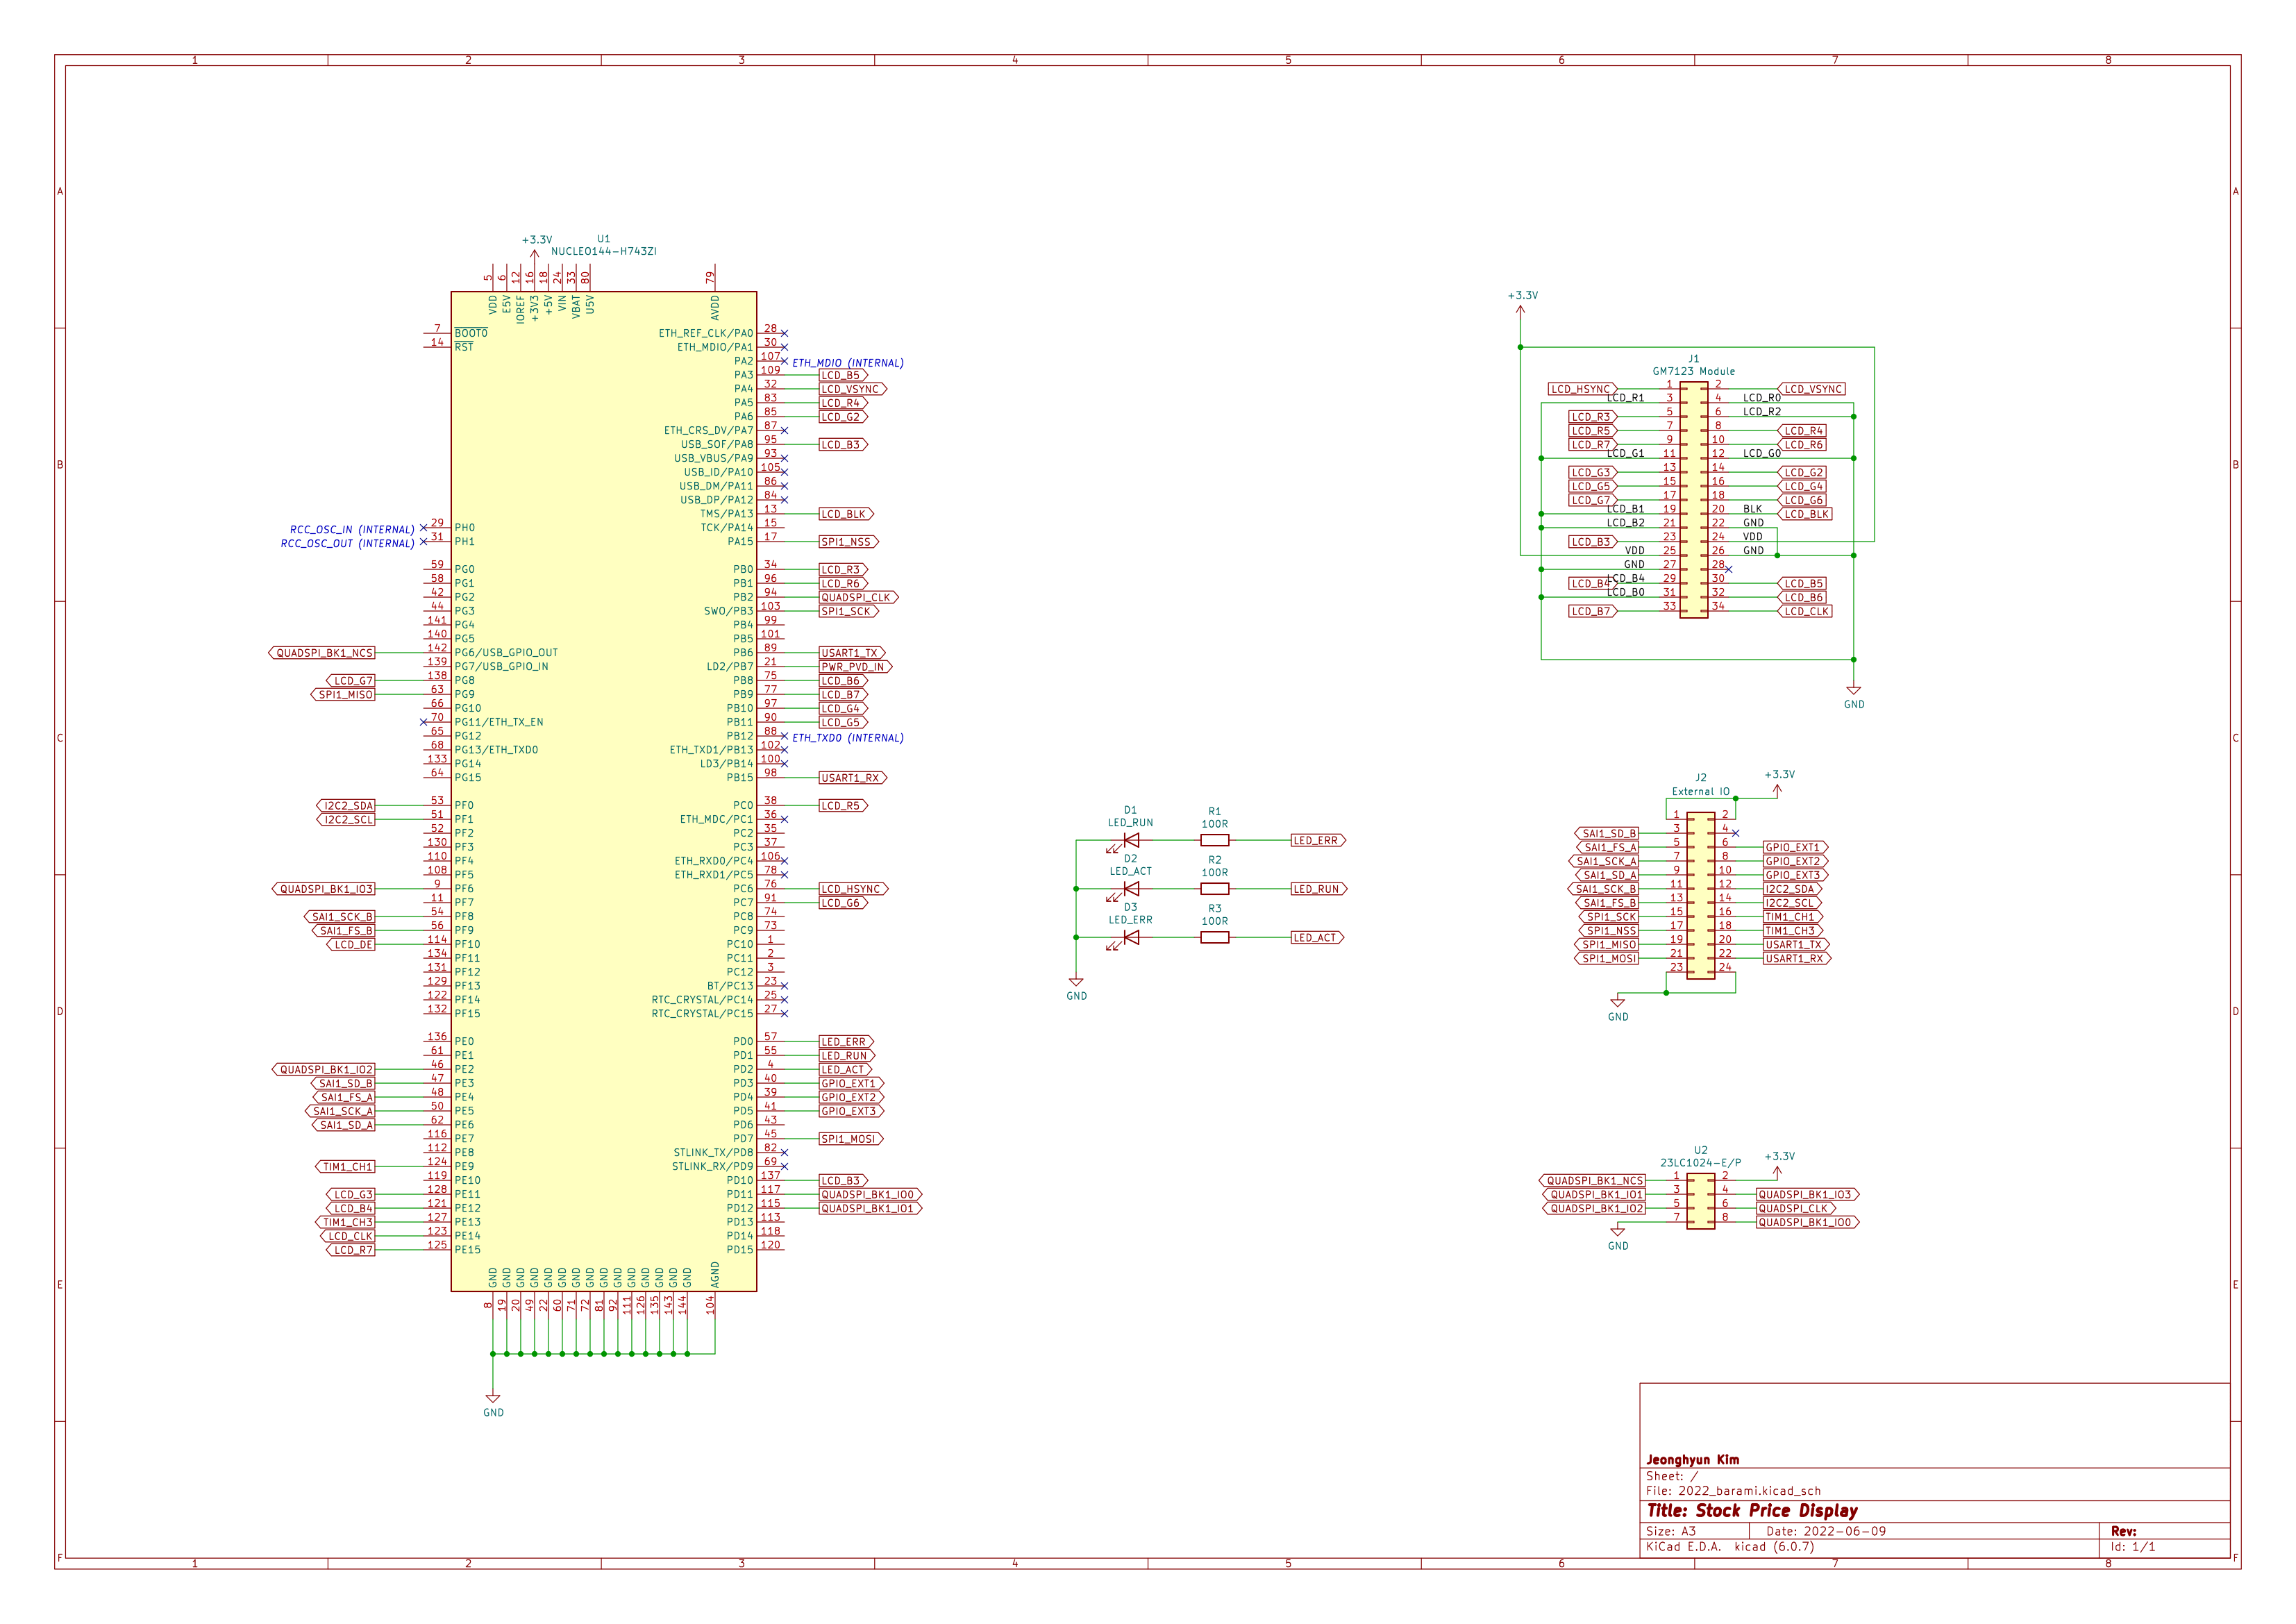 1 2 3 4 5 6 7 8
A A
B B
C C
D D
E E
F F
+3.3V
U1
NUCLEO144-H743ZI
5 6 12 16 18 24 33 80 79
VDD E5V IOREF +3V3 +5V VIN VBAT U5V AVDD
7 BOOT0
14 RST
RCC_OSC_IN (INTERNAL) 29 PH0
RCC_OSC_OUT (INTERNAL) 31 PH1
59 PG0
58 PG1
42 PG2
44 PG3
141 PG4
140 PG5
QUADSPI_BK1_NCS 142 PG6/USB_GPIO_OUT
139 PG7/USB_GPIO_IN
LCD_G7 138 PG8
SPI1_MISO 63 PG9
66 PG10
70 PG11/ETH_TX_EN
65 PG12
68 PG13/ETH_TXD0
133 PG14
64 PG15
I2C2_SDA 53 PF0
I2C2_SCL 51 PF1
52 PF2
130 PF3
110 PF4
108 PF5
QUADSPI_BK1_IO3 9 PF6
11 PF7
SAI1_SCK_B 54 PF8
SAI1_FS_B 56 PF9
LCD_DE 114 PF10
134 PF11
131 PF12
129 PF13
122 PF14
132 PF15
136 PE0
61 PE1
QUADSPI_BK1_IO2 46 PE2
SAI1_SD_B 47 PE3
SAI1_FS_A 48 PE4
SAI1_SCK_A 50 PE5
SAI1_SD_A 62 PE6
116 PE7
112 PE8
TIM1_CH1 124 PE9
119 PE10
LCD_G3 128 PE11
LCD_B4 121 PE12
TIM1_CH3 127 PE13
LCD_CLK 123 PE14
LCD_R7 125 PE15
ETH_REF_CLK/PA0 28
ETH_MDIO/PA1 30
PA2 107 ETH_MDIO (INTERNAL)
PA3 109 LCD_B5
PA4 32 LCD_VSYNC
PA5 83 LCD_R4
PA6 85 LCD_G2
ETH_CRS_DV/PA7 87
USB_SOF/PA8 95 LCD_B3
USB_VBUS/PA9 93
USB_ID/PA10 105
USB_DM/PA11 86
USB_DP/PA12 84
TMS/PA13 13 LCD_BLK
TCK/PA14 15
PA15 17 SPI1_NSS
PB0 34 LCD_R3
PB1 96 LCD_R6
PB2 94 QUADSPI_CLK
SWO/PB3 103 SPI1_SCK
PB4 99
PB5 101
PB6 89 USART1_TX
LD2/PB7 21 PWR_PVD_IN
PB8 75 LCD_B6
PB9 77 LCD_B7
PB10 97 LCD_G4
PB11 90 LCD_G5
PB12 88 ETH_TXD0 (INTERNAL)
ETH_TXD1/PB13 102
LD3/PB14 100
PB15 98 USART1_RX
PC0 38 LCD_R5
ETH_MDC/PC1 36
PC2 35
PC3 37
ETH_RXD0/PC4 106
ETH_RXD1/PC5 78
PC6 76 LCD_HSYNC
PC7 91 LCD_G6
PC8 74
PC9 73
PC10 1
PC11 2
PC12 3
BT/PC13 23
RTC_CRYSTAL/PC14 25
RTC_CRYSTAL/PC15 27
PD0 57 LED_ERR
PD1 55 LED_RUN
PD2 4 LED_ACT
PD3 40 GPIO_EXT1
PD4 39 GPIO_EXT2
PD5 41 GPIO_EXT3
PD6 43
PD7 45 SPI1_MOSI
STLINK_TX/PD8 82
STLINK_RX/PD9 69
PD10 137 LCD_B3
PD11 117 QUADSPI_BK1_IO0
PD12 115 QUADSPI_BK1_IO1
PD13 113
PD14 118
PD15 120
GND GND GND GND GND GND GND GND GND GND GND GND GND GND GND AGND
8 19 20 49 22 60 71 72 81 92 111 126 135 143 144 104
GND
D1
LED_RUN
R1
100R
LED_ERR
D2
LED_ACT
R2
100R
LED_RUN
D3
LED_ERR
R3
100R
LED_ACT
GND
+3.3V
J1
GM7123 Module
LCD_HSYNC 1 2 LCD_VSYNC
LCD_R1 3 4 LCD_R0
LCD_R3 5 6 LCD_R2
LCD_R5 7 8 LCD_R4
LCD_R7 9 10 LCD_R6
LCD_G1 11 12 LCD_G0
LCD_G3 13 14 LCD_G2
LCD_G5 15 16 LCD_G4
LCD_G7 17 18 LCD_G6
LCD_B1 19 20 BLK LCD_BLK
LCD_B2 21 22 GND
LCD_B3 23 24 VDD
VDD 25 26 GND
GND 27 28
LCD_B4 LCD_B4 29 30 LCD_B5
LCD_B0 31 32 LCD_B6
LCD_B7 33 34 LCD_CLK
GND
J2
External IO
+3.3V
1 2
SAI1_SD_B 3 4
SAI1_FS_A 5 6 GPIO_EXT1
SAI1_SCK_A 7 8 GPIO_EXT2
SAI1_SD_A 9 10 GPIO_EXT3
SAI1_SCK_B 11 12 I2C2_SDA
SAI1_FS_B 13 14 I2C2_SCL
SPI1_SCK 15 16 TIM1_CH1
SPI1_NSS 17 18 TIM1_CH3
SPI1_MISO 19 20 USART1_TX
SPI1_MOSI 21 22 USART1_RX
23 24
GND
U2
23LC1024-E/P
+3.3V
QUADSPI_BK1_NCS 1 2
QUADSPI_BK1_IO1 3 4 QUADSPI_BK1_IO3
QUADSPI_BK1_IO2 5 6 QUADSPI_CLK
7 8 QUADSPI_BK1_IO0
GND
Jeonghyun Kim
Sheet: /
File: 2022_barami.kicad_sch
Title: Stock Price Display
Size: A3 Date: 2022-06-09 Rev:
KiCad E.D.A. kicad (6.0.7) Id: 1/1
1 2 3 4 5 6 7 8